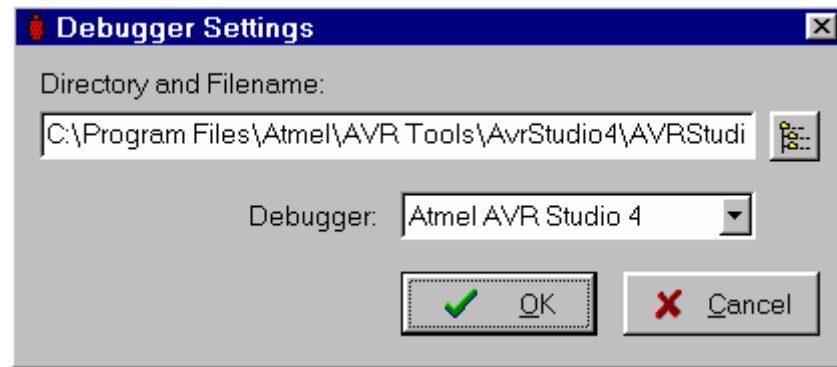 Debugger Settings
Directory and Filename:
C:\Program Files\Atmel\AVR Tools\AvrStudio4\AVRStudi
Debugger: Atmel AVR Studio 4
OK Cancel